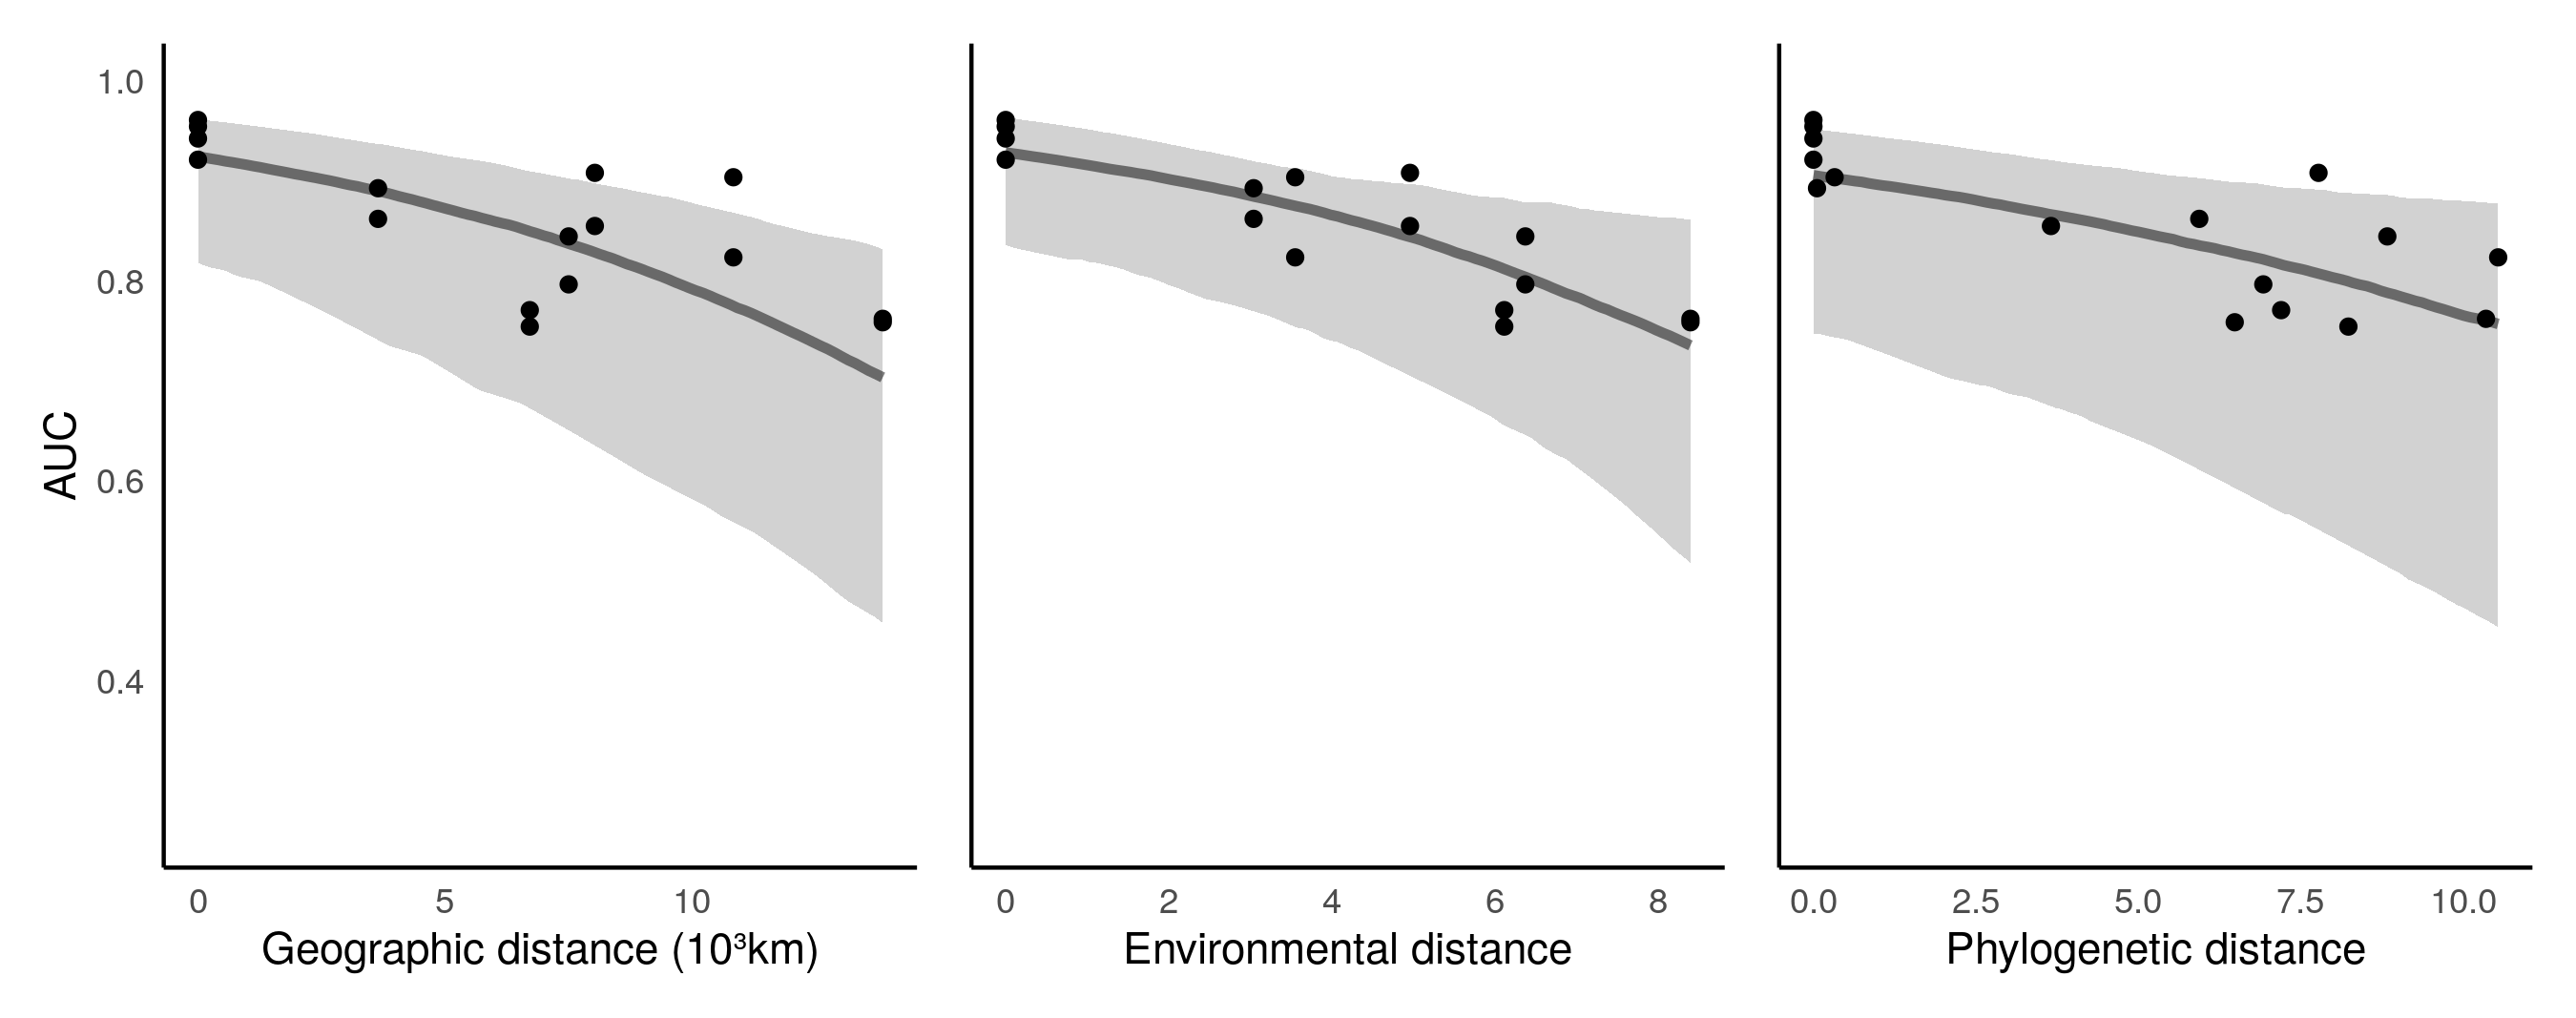 AUC
1.0
0.8
0.6
0.4
0 5 10
Geographic distance (10³km)
0 2 4 6 8
Environmental distance
0.0 2.5 5.0 7.5 10.0
Phylogenetic distance